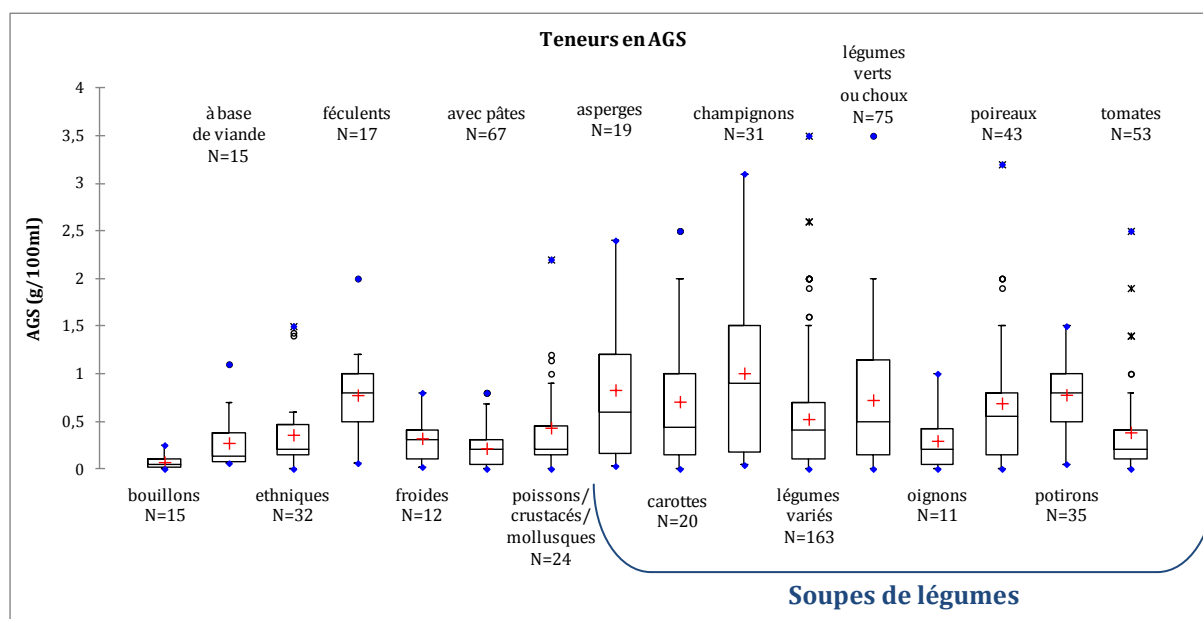 Teneurs en AGS
AGS (g/100ml)
4
3,5
3
2,5
2
1,5
1
0,5
0
à base
de viande
N=15
féculents
N=17
avec pâtes
N=67
asperges
N=19
champignons
N=31
légumes
verts
ou choux
N=75
poireaux
N=43
tomates
N=53
bouillons
N=15
ethniques
N=32
froides
N=12
poissons/
crustacés/
mollusques
N=24
carottes
N=20
légumes
variés
N=163
oignons
N=11
potirons
N=35
Soupes de légumes